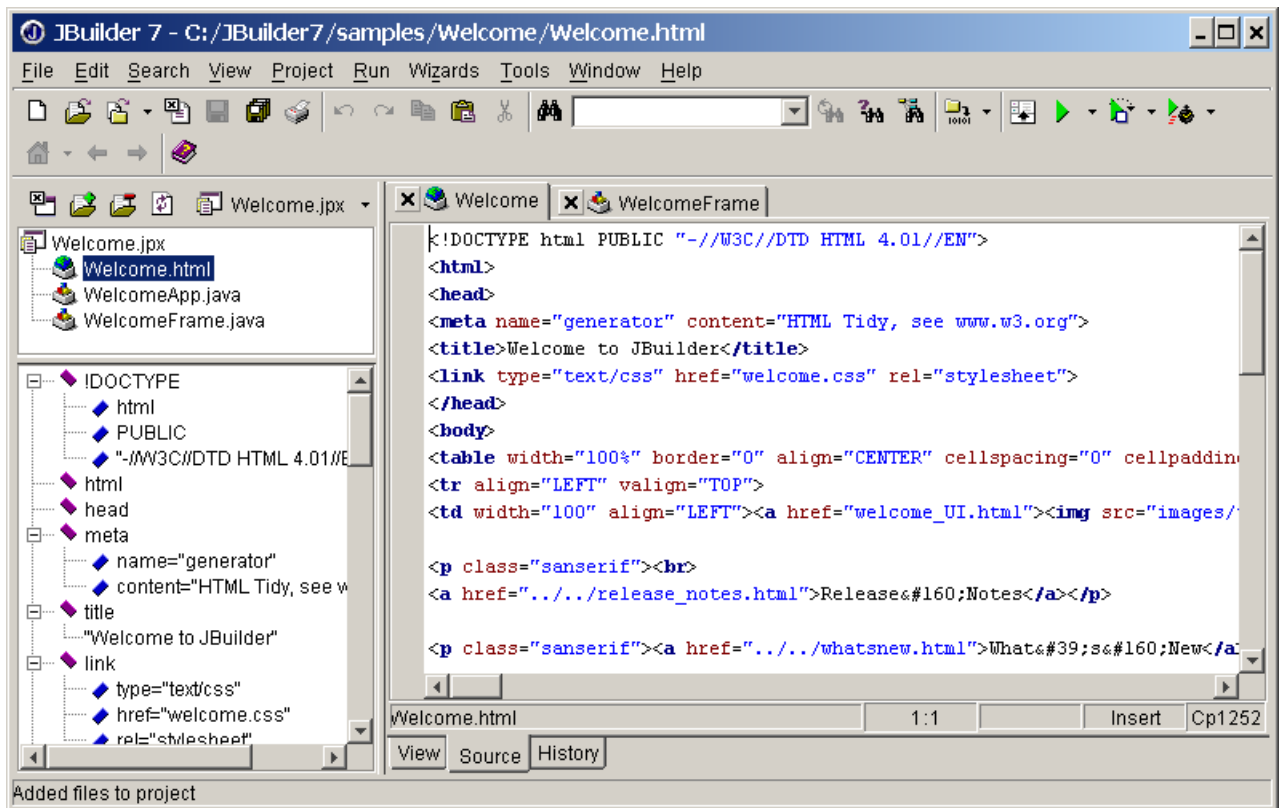 JBuilder 7 - C:/JBuilder7/samples/Welcome/Welcome.html
File Edit Search View Project Run Wizards Tools Window Help
Welcome.jpx
Welcome.jpx
Welcome.html
WelcomeApp.java
WelcomeFrame.java
!DOCTYPE
html
PUBLIC
"-//W3C//DTD HTML 4.01//E
html
head
meta
name="generator"
content="HTML Tidy, see w
title
"Welcome to JBuilder"
link
type="text/css"
href="welcome.css"
rel="stylesheet"
Welcome WelcomeFrame
<!DOCTYPE html PUBLIC "-//W3C//DTD HTML 4.01//EN">
<html>
<head>
<meta name="generator" content="HTML Tidy, see www.w3.org">
<title>Welcome to JBuilder</title>
<link type="text/css" href="welcome.css" rel="stylesheet">
</head>
<body>
<table width="100%" border="0" align="CENTER" cellspacing="0" cellpadding
<tr align="LEFT" valign="TOP">
<td width="100" align="LEFT"><a href="welcome_UI.html"><img src="images/
<p class="sanserif"><br>
<a href="../../release_notes.html">Release&#160;Notes</a></p>
<p class="sanserif"><a href="../../whatsnew.html">What&#39;s&#160;New</a>
Welcome.html 1:1 Insert Cp1252
View Source History
Added files to project